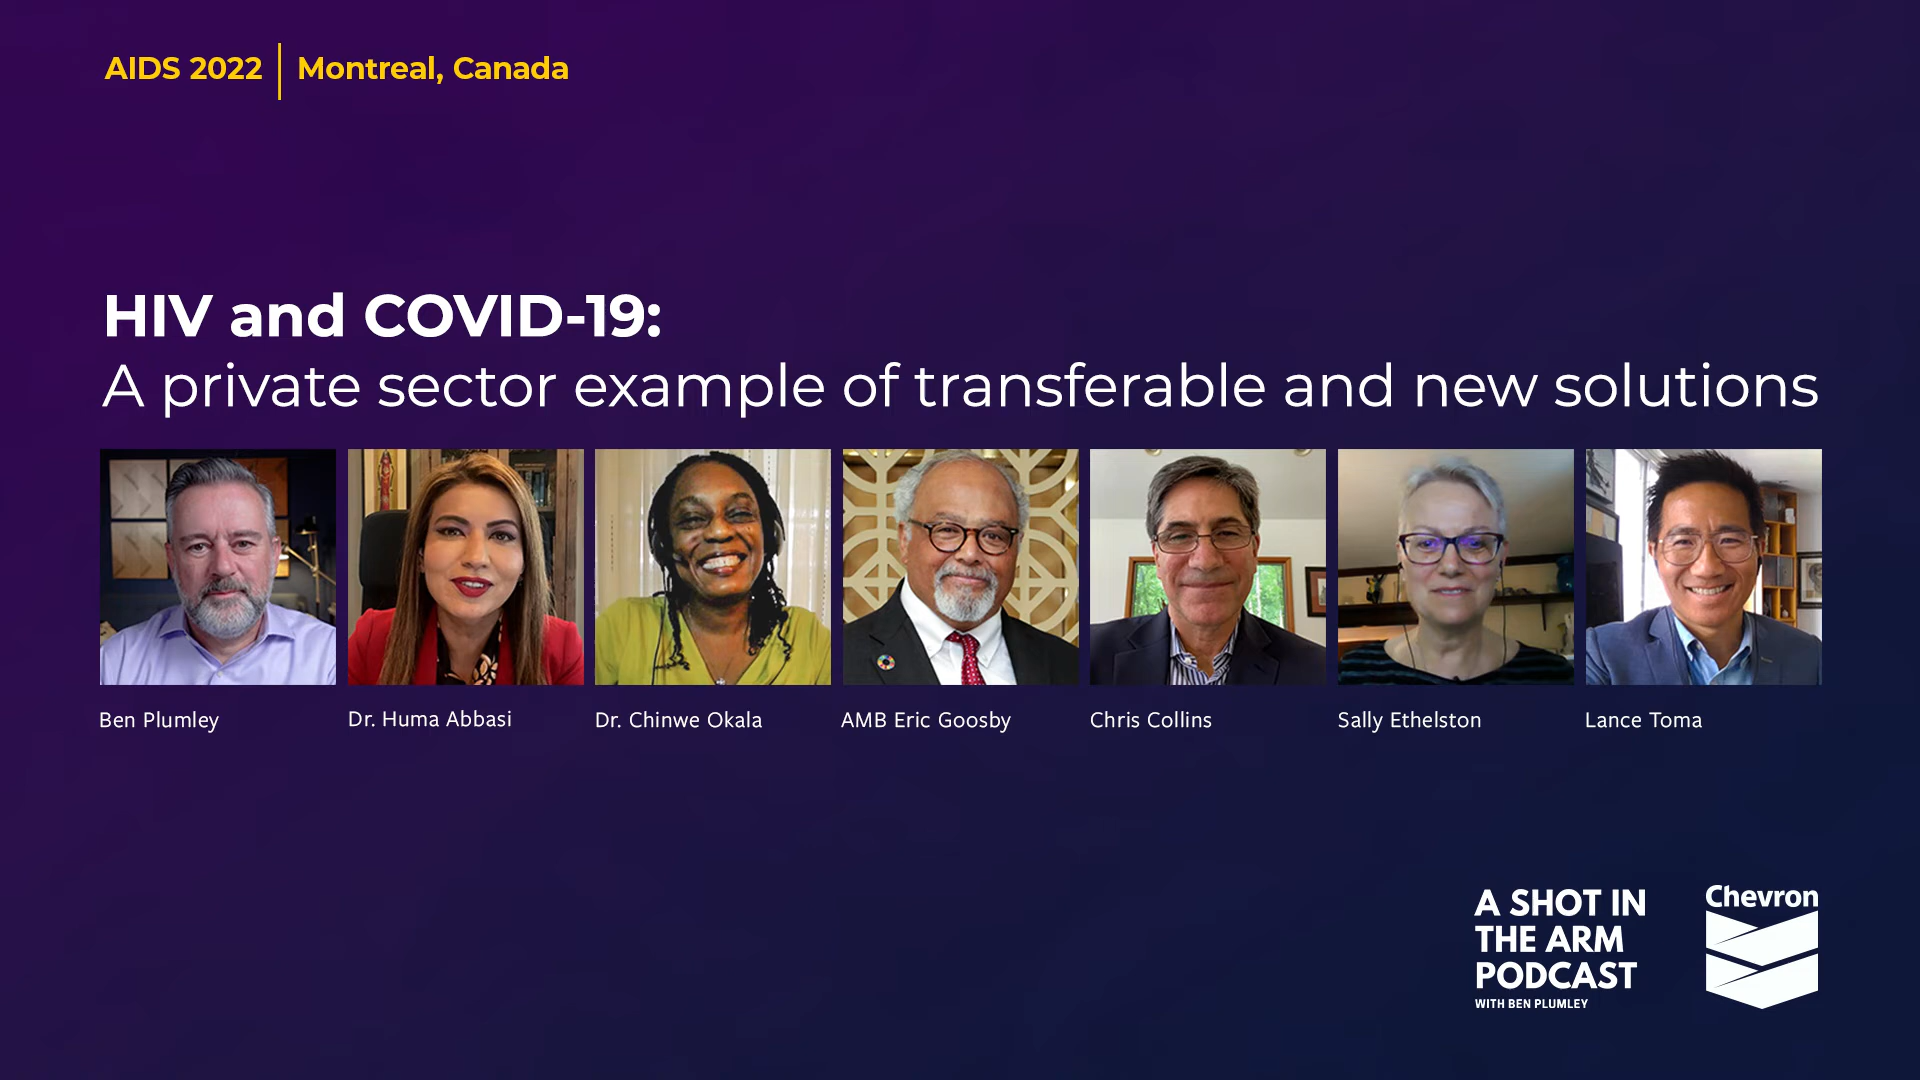 AIDS 2022 | Montreal, Canada
HIV and COVID-19:
A private sector example of transferable and new solutions
Ben Plumley
Dr. Huma Abbasi
Dr. Chinwe Okala
AMB Eric Goosby
Chris Collins
Sally Ethelston
Lance Toma
A SHOT IN
THE ARM
PODCAST
WITH BEN PLUMLEY
Chevron